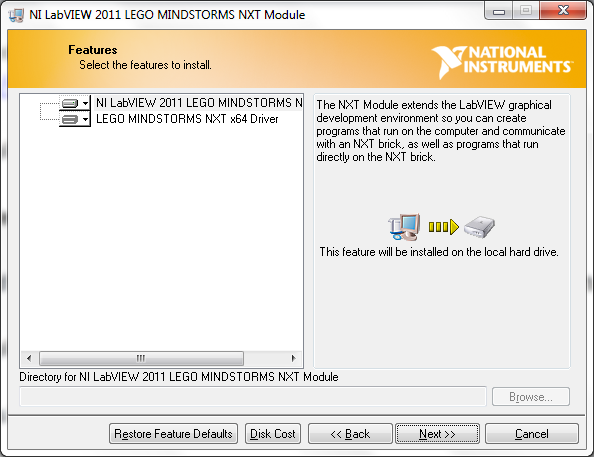 NI LabVIEW 2011 LEGO MINDSTORMS NXT Module
Features
Select the features to install.
NATIONAL
INSTRUMENTS
NI LabVIEW 2011 LEGO MINDSTORMS N
LEGO MINDSTORMS NXT x64 Driver
The NXT Module extends the LabVIEW graphical
development environment so you can create
programs that run on the computer and communicate
with an NXT brick, as well as programs that run
directly on the NXT brick.
This feature will be installed on the local hard drive.
Directory for NI LabVIEW 2011 LEGO MINDSTORMS NXT Module
Browse...
Restore Feature Defaults
Disk Cost
<< Back
Next >>
Cancel